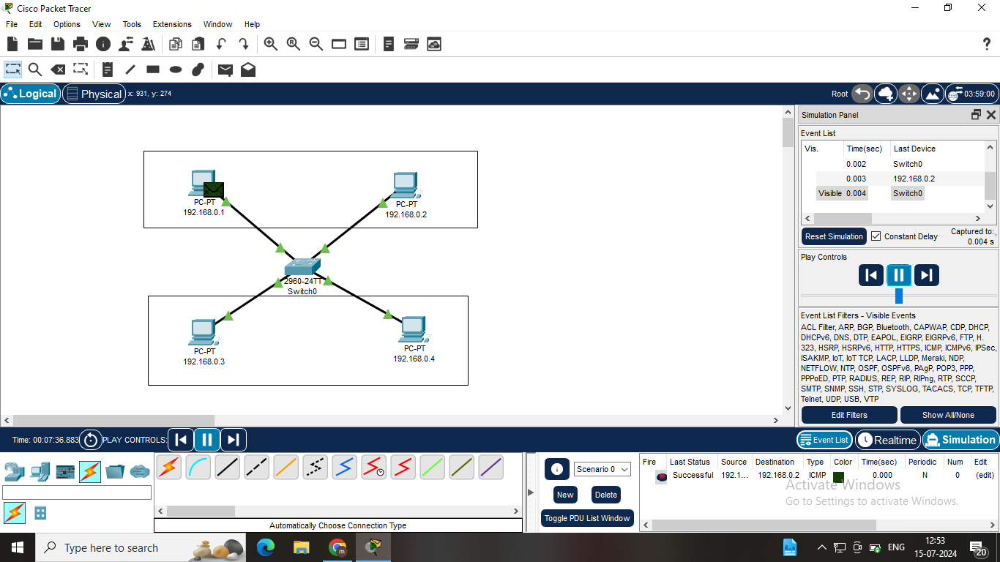 Cisco Packet Tracer
File Edit Options View Tools Extensions Window Help
?
Logical Physical x: 931, y: 274 Root 03:59:00
Simulation Panel
Event List
Vis. Time(sec) Last Device
0.002 Switch0
0.003 192.168.0.2
Visible 0.004 Switch0
Reset Simulation Constant Delay Captured to:
0.004 s
Play Controls
Event List Filters - Visible Events
ACL Filter, ARP, BGP, Bluetooth, CAPWAP, CDP, DHCP,
DHCPv6, DNS, DTP, EAPOL, EIGRP, EIGRPv6, FTP, H.
323, HSRP, HSRPv6, HTTP, HTTPS, ICMP, ICMPv6, IPSec,
ISAKMP, IoT, IoT TCP, LACP, LLDP, Meraki, NDP,
NETFLOW, NTP, OSPF, OSPFv6, PAgP, POP3, PPP,
PPPoED, PTP, RADIUS, REP, RIP, RIPng, RTP, SCCP,
SMTP, SNMP, SSH, STP, SYSLOG, TACACS, TCP, TFTP,
Telnet, UDP, USB, VTP
Edit Filters Show All/None
PC-PT
192.168.0.1
PC-PT
192.168.0.2
2960-24TT
Switch0
PC-PT
192.168.0.3
PC-PT
192.168.0.4
Time: 00:07:36.883 PLAY CONTROLS: Event List Realtime Simulation
Automatically Choose Connection Type
Scenario 0
New Delete
Toggle PDU List Window
Fire Last Status Source Destination Type Color Time(sec) Periodic Num Edit
Successful 192.1... 192.168.0.2 ICMP 0.000 N 0 (edit)
Activate Windows
Go to Settings to activate Windows.
Type here to search
ENG
12:53
15-07-2024
20